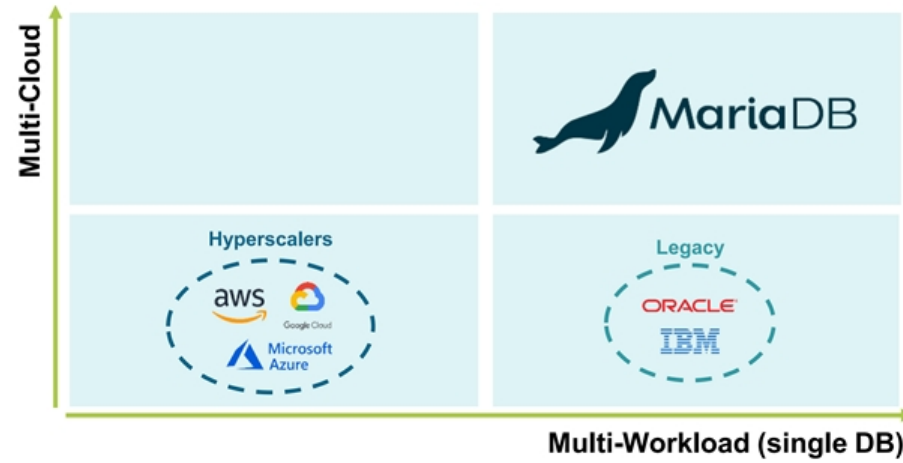 Multi-Cloud
MariaDB
Hyperscalers
aws
Google Cloud
Microsoft
Azure
Legacy
ORACLE
IBM
Multi-Workload (single DB)